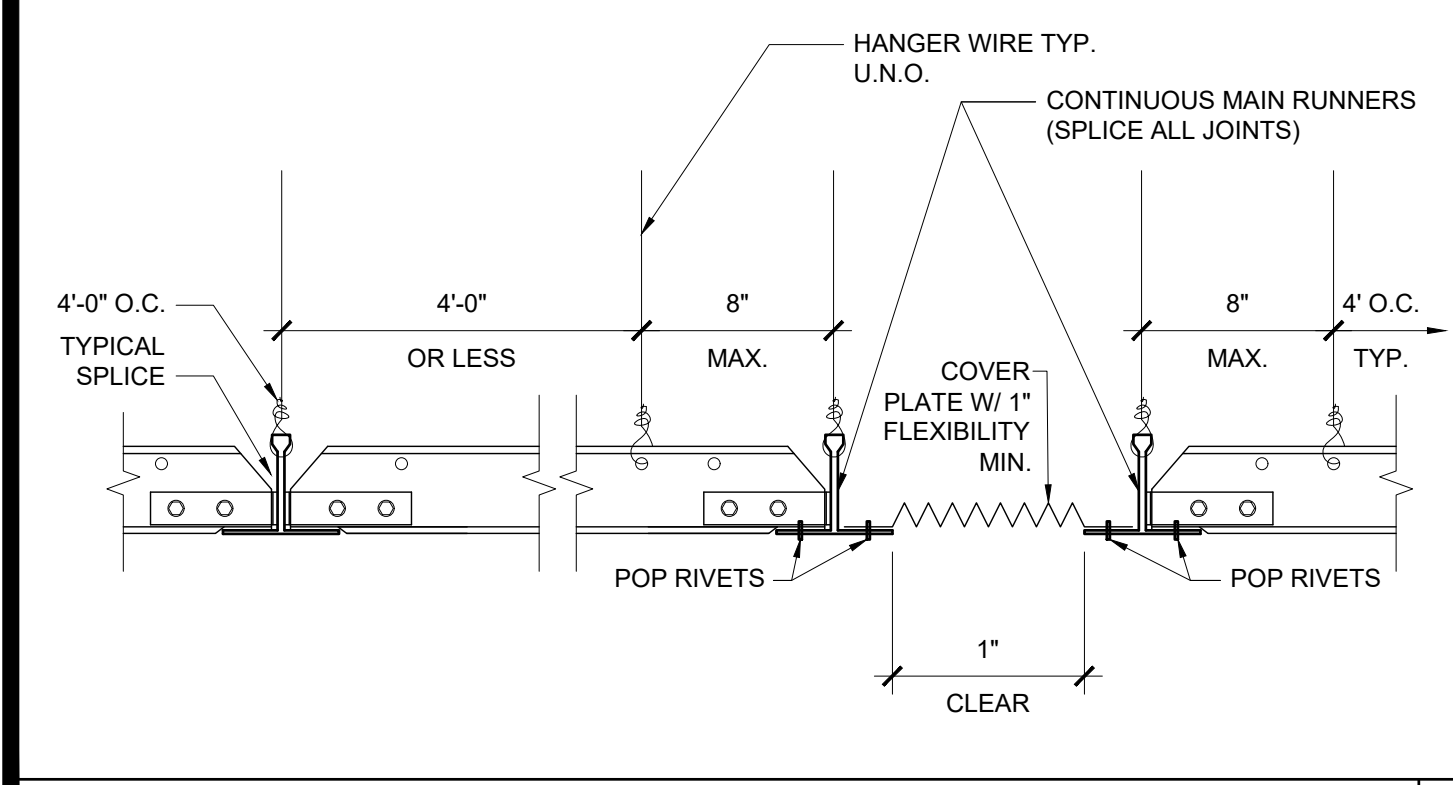 HANGER WIRE TYP.
U.N.O.
CONTINUOUS MAIN RUNNERS
(SPLICE ALL JOINTS)
4'-0" O.C.
4'-0"
8"
8"
4' O.C.
TYPICAL
SPLICE
OR LESS
MAX.
MAX.
TYP.
COVER
PLATE W/ 1"
FLEXIBILITY
MIN.
POP RIVETS
POP RIVETS
1"
CLEAR